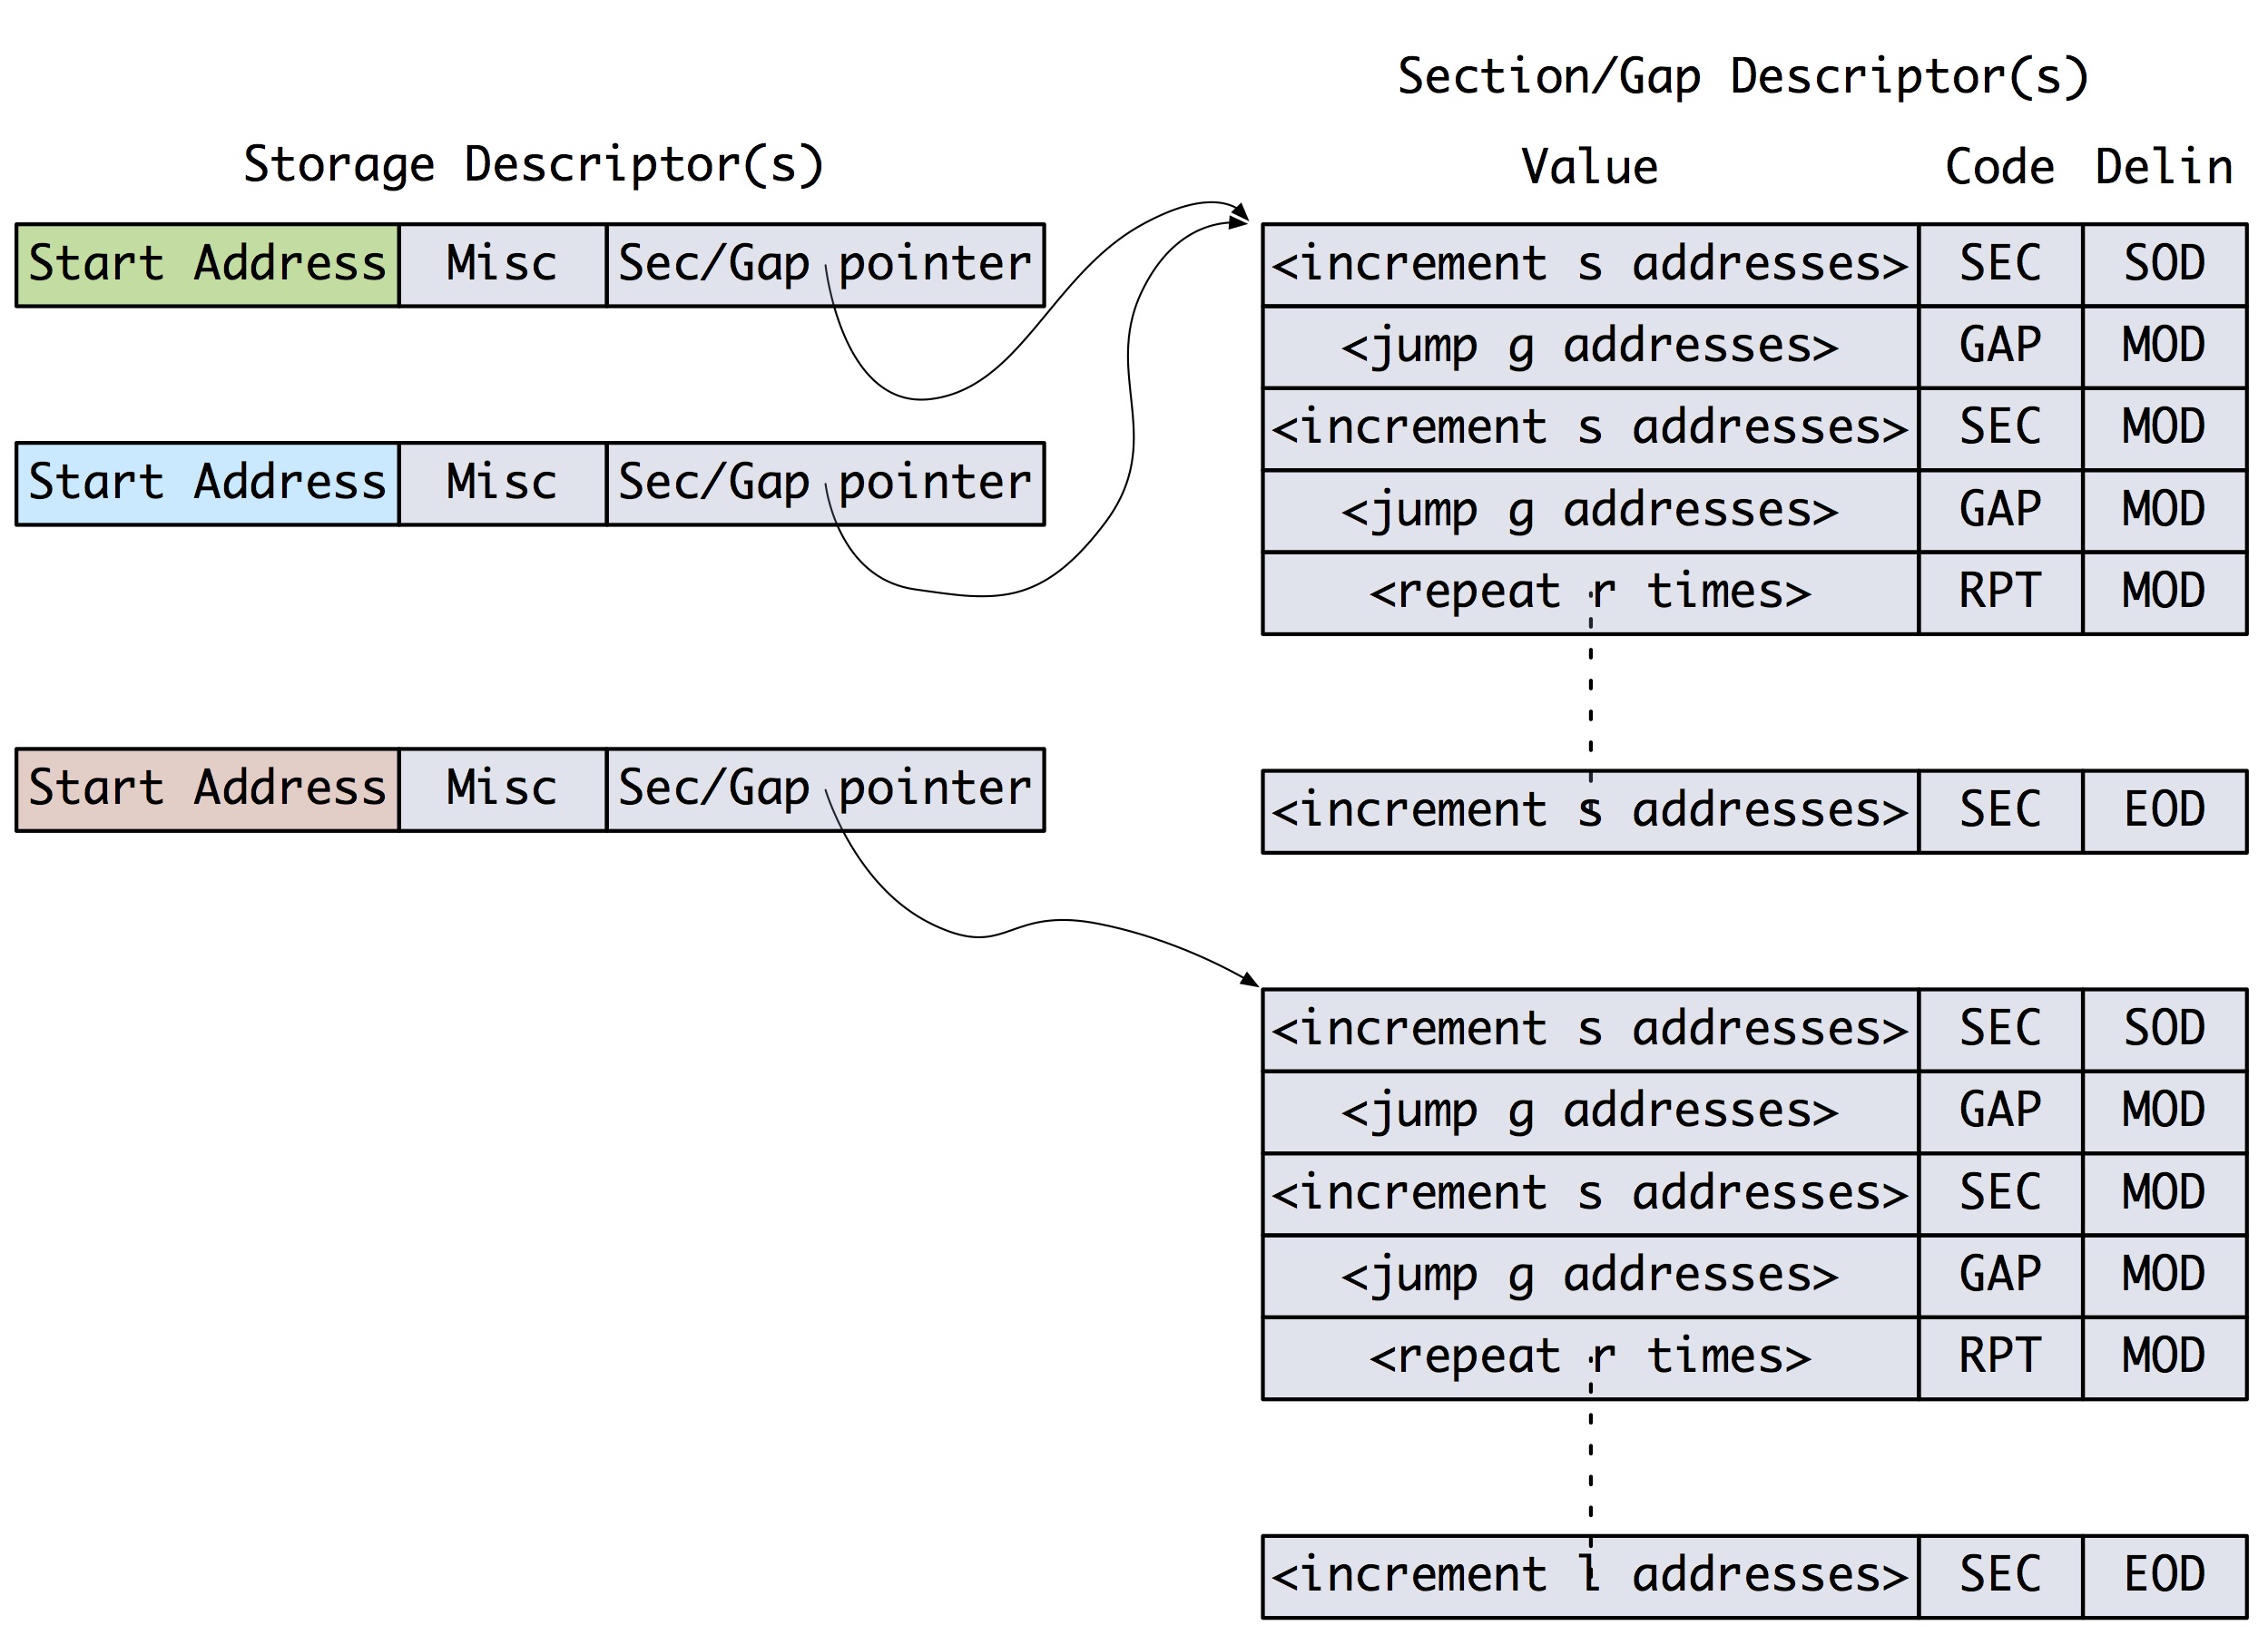 Section/Gap Descriptor(s)
Storage Descriptor(s)
Value Code Delin
Start Address Misc Sec/Gap pointer
<increment s addresses> SEC SOD
<jump g addresses> GAP MOD
<increment s addresses> SEC MOD
Start Address Misc Sec/Gap pointer
<jump g addresses> GAP MOD
<repeat r times> RPT MOD
Start Address Misc Sec/Gap pointer
<increment s addresses> SEC EOD
<increment s addresses> SEC SOD
<jump g addresses> GAP MOD
<increment s addresses> SEC MOD
<jump g addresses> GAP MOD
<repeat r times> RPT MOD
<increment l addresses> SEC EOD